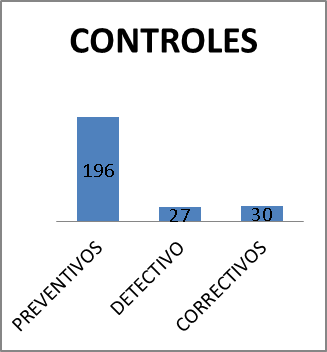 CONTROLES
196
27
30
PREVENTIVOS
DETECTIVO
CORRECTIVOS